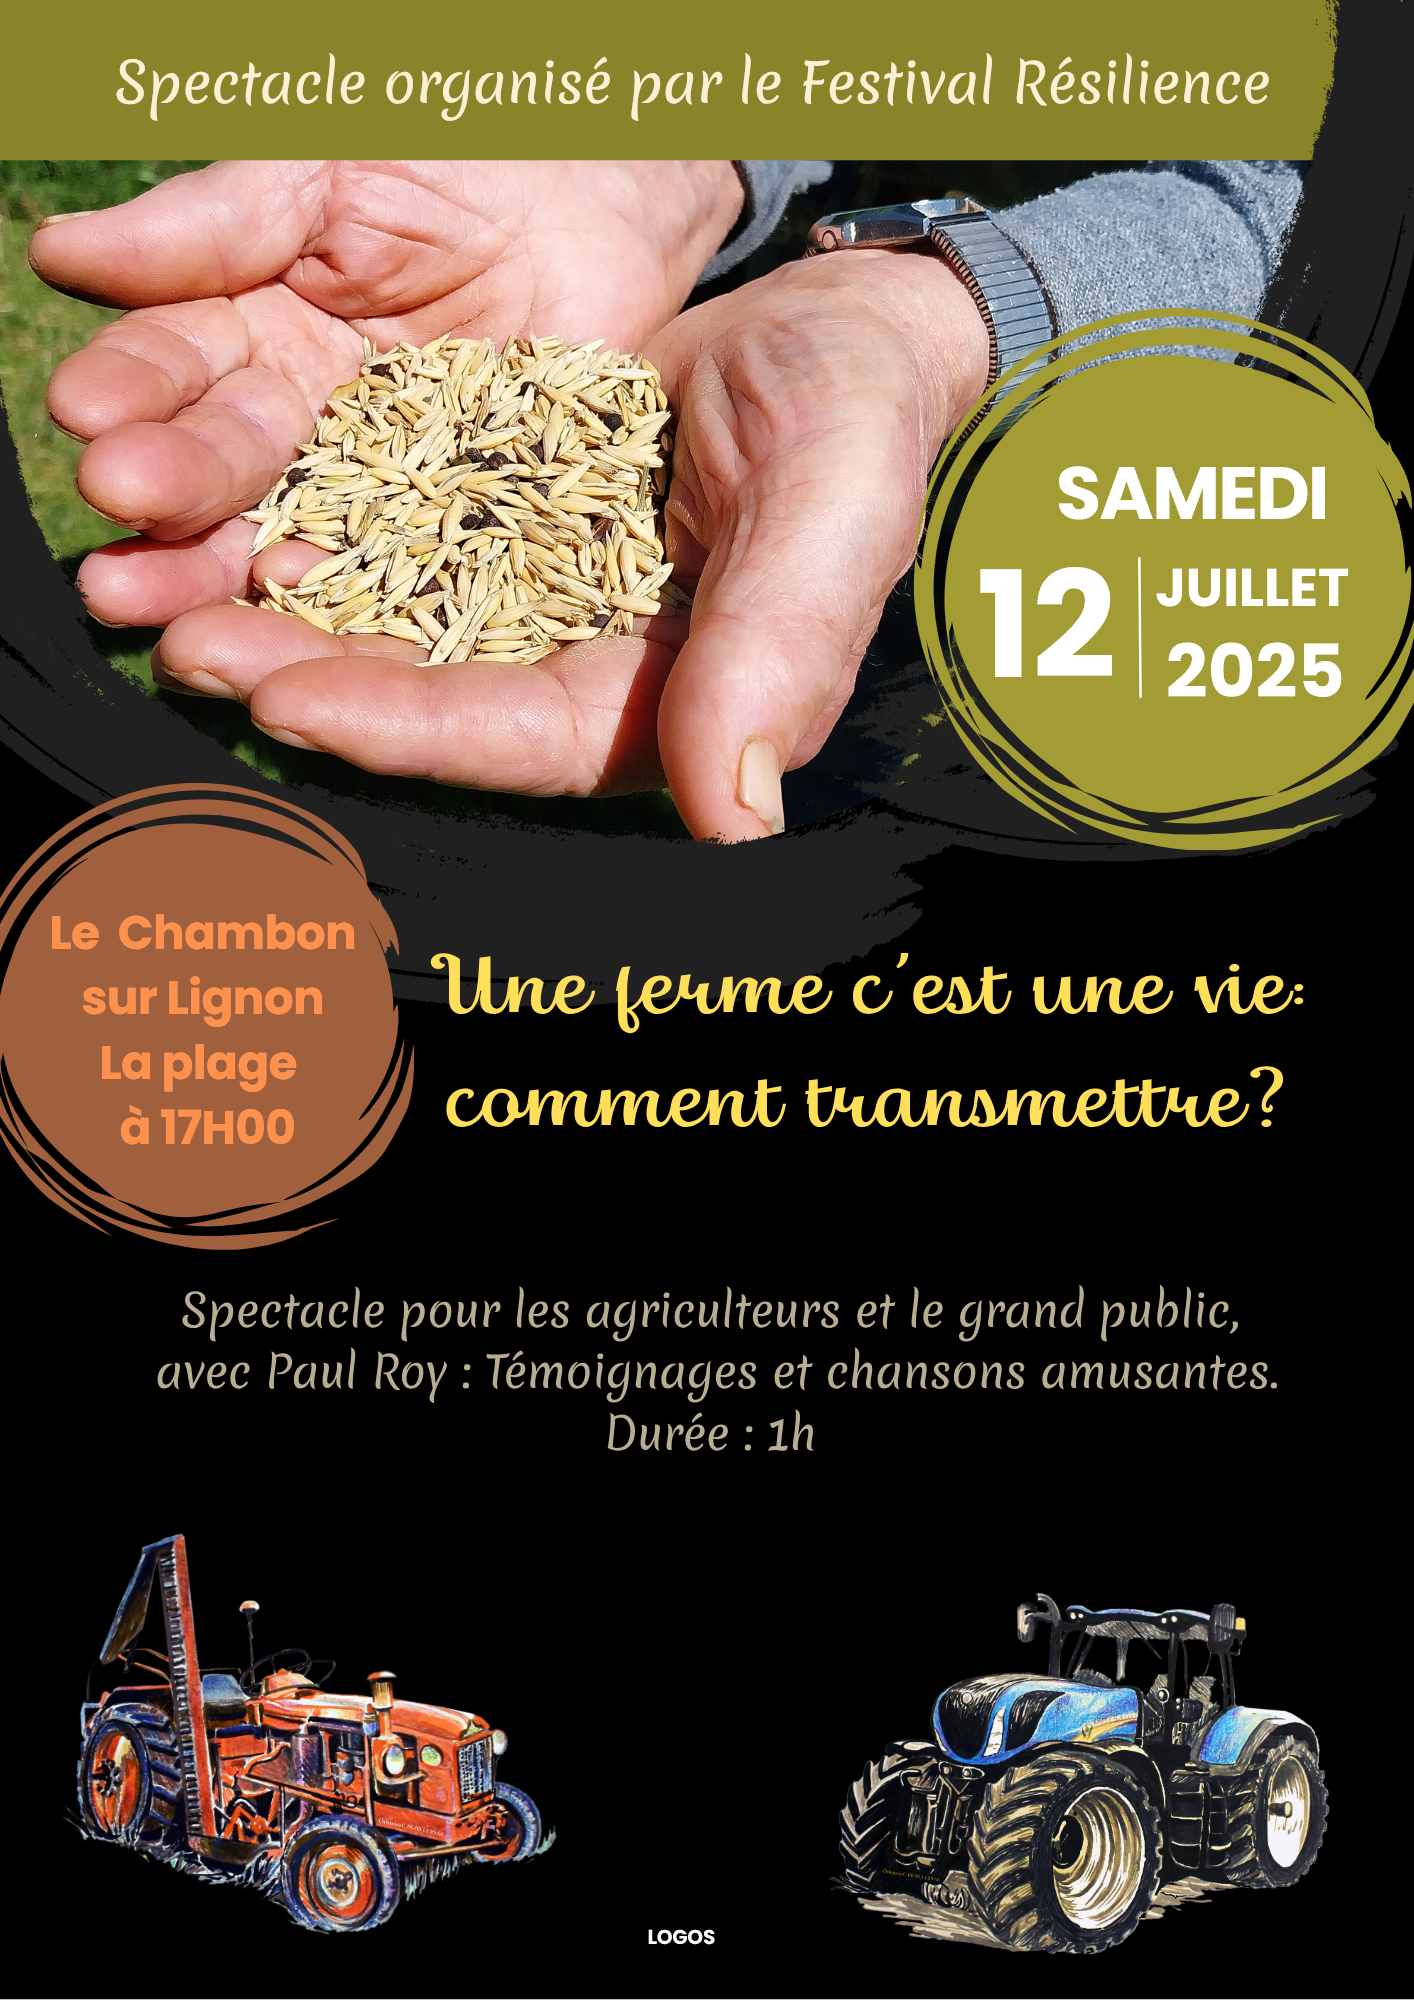 Spectacle organisé par le Festival Résilience
SAMEDI
12
JUILLET
2025
Le Chambon
sur Lignon
La plage
à 17H00
Une ferme c'est une vie:
comment transmettre?
Spectacle pour les agriculteurs et le grand public,
avec Paul Roy : Témoignages et chansons amusantes.
Durée : 1h
LOGOS